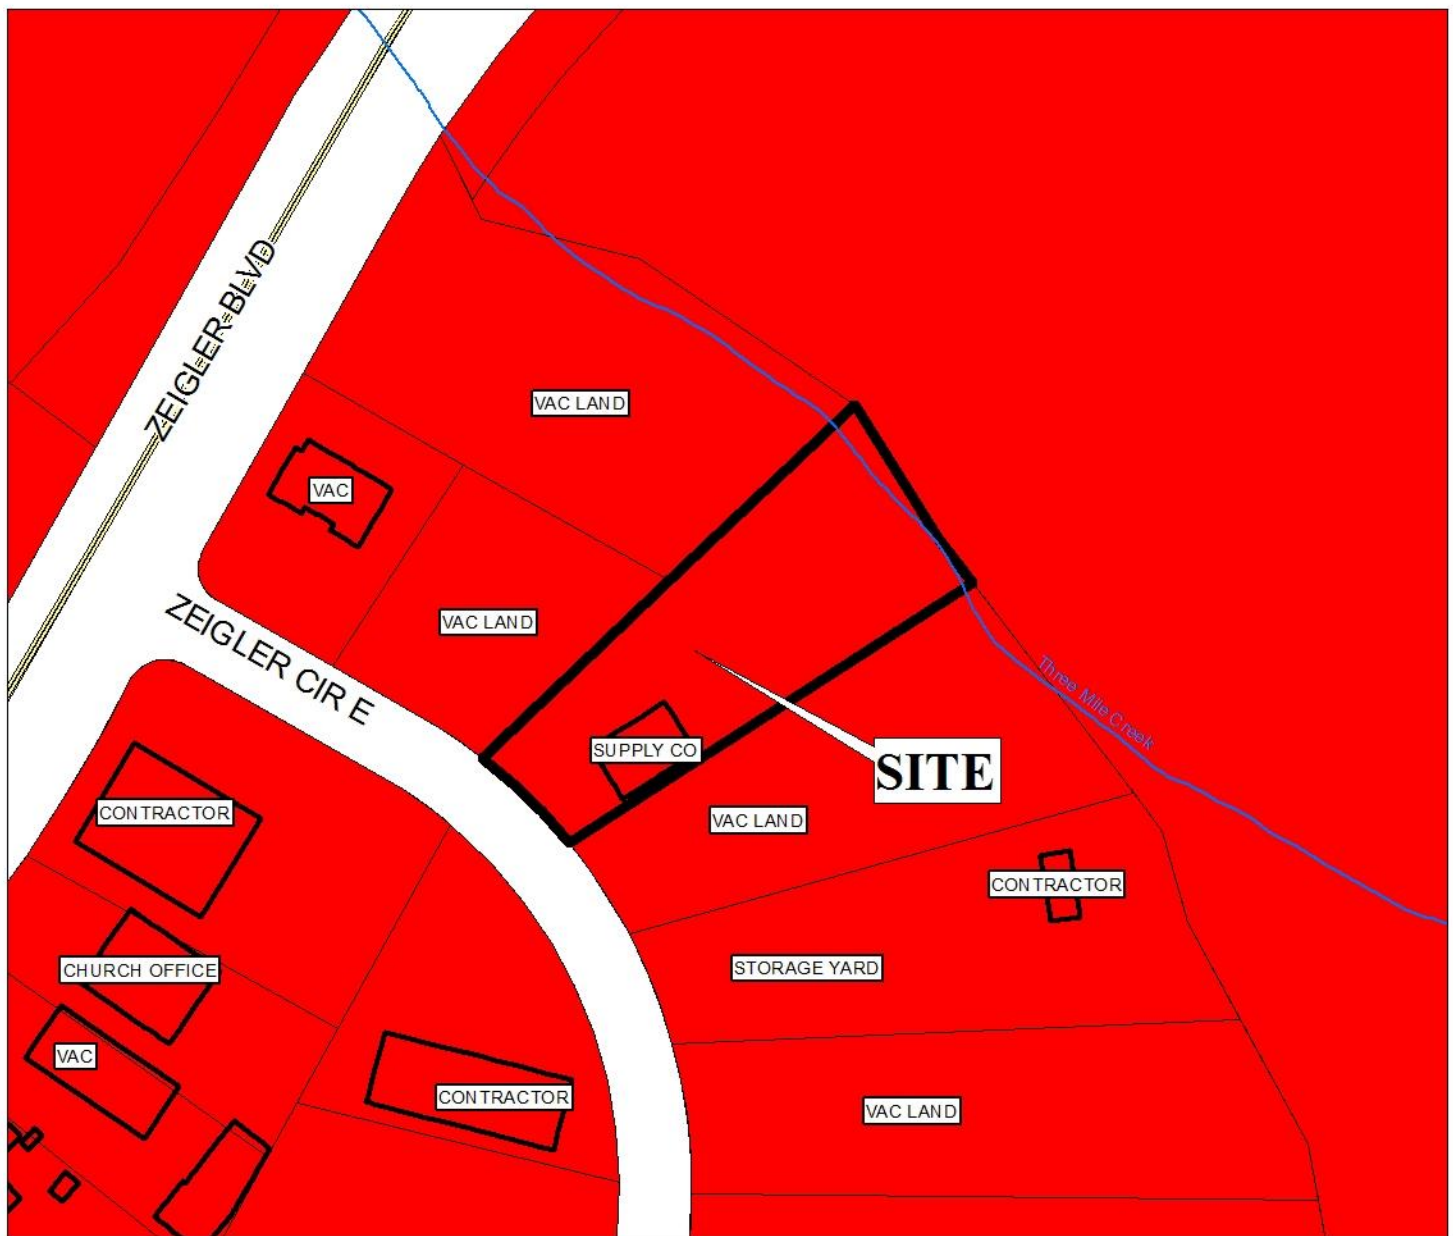 ZEIGLER BLVD
VAC LAND
VAC
VAC LAND
ZEIGLER CIR E
Three Mile Creek
SUPPLY CO
SITE
CONTRACTOR
VAC LAND
CONTRACTOR
CHURCH OFFICE
STORAGE YARD
VAC
CONTRACTOR
VAC LAND